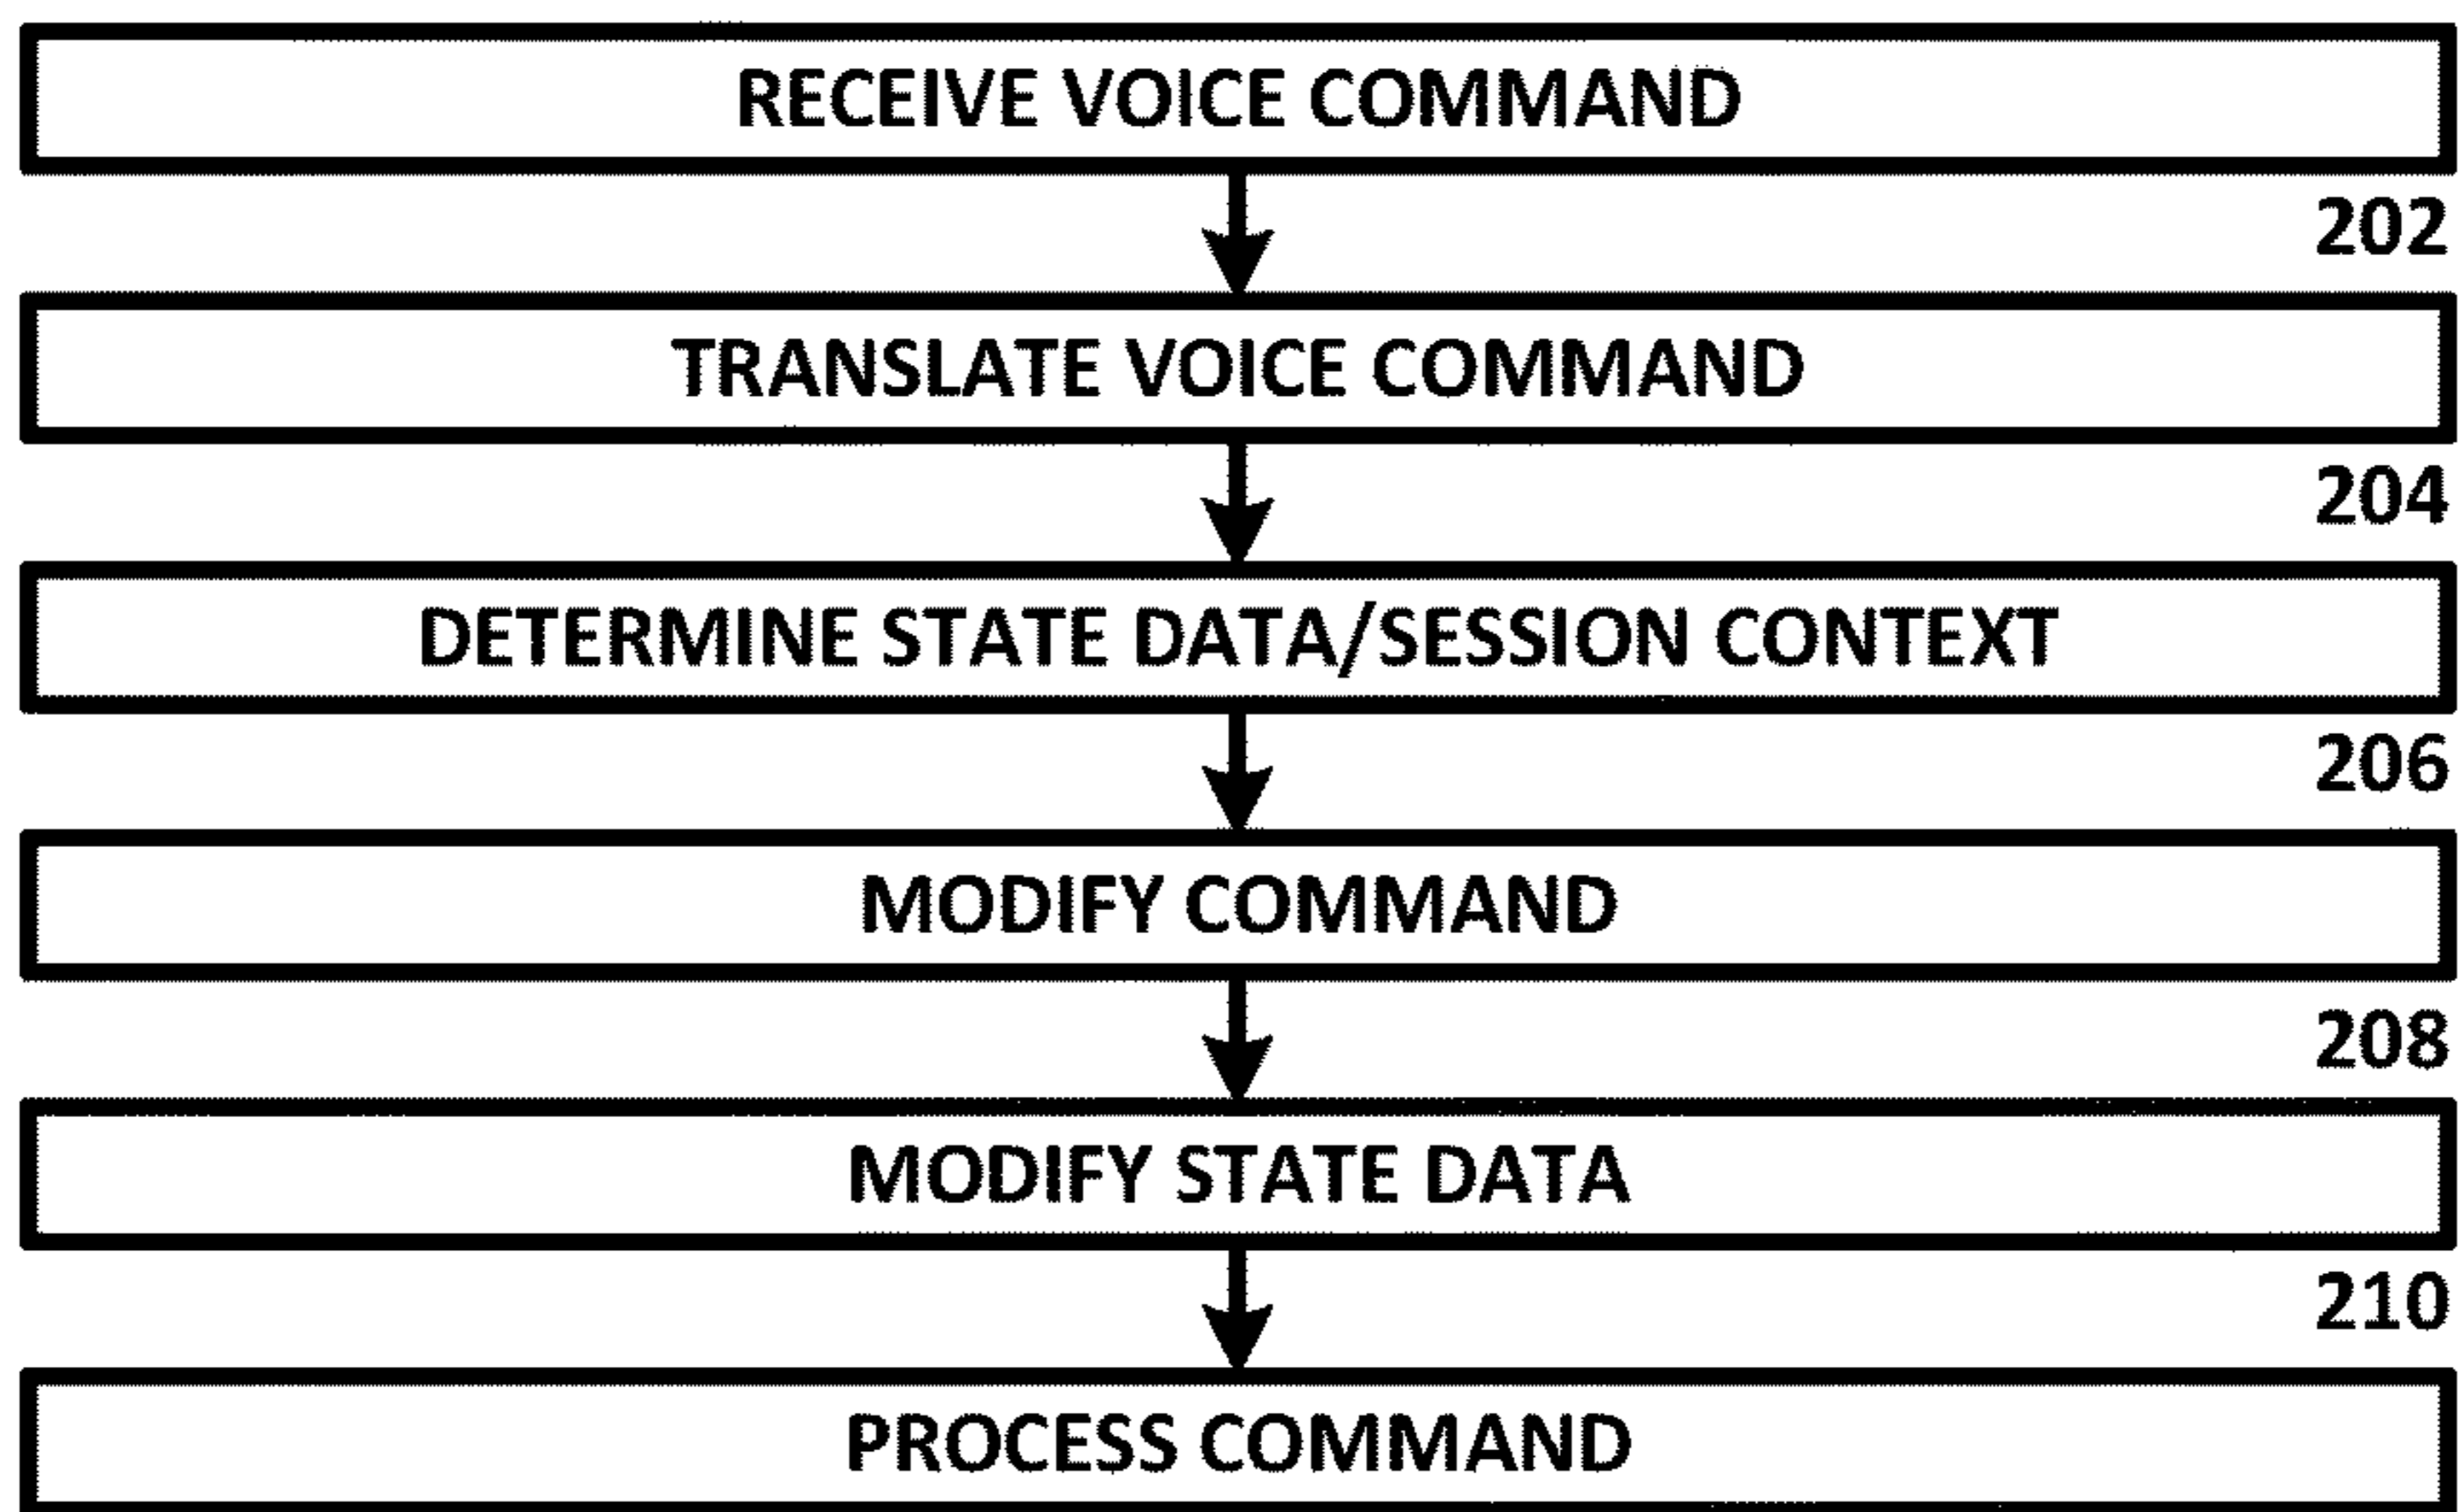 RECEIVE VOICE COMMAND
202
TRANSLATE VOICE COMMAND
204
DETERMINE STATE DATA/SESSION CONTEXT
206
MODIFY COMMAND
208
MODIFY STATE DATA
210
PROCESS COMMAND